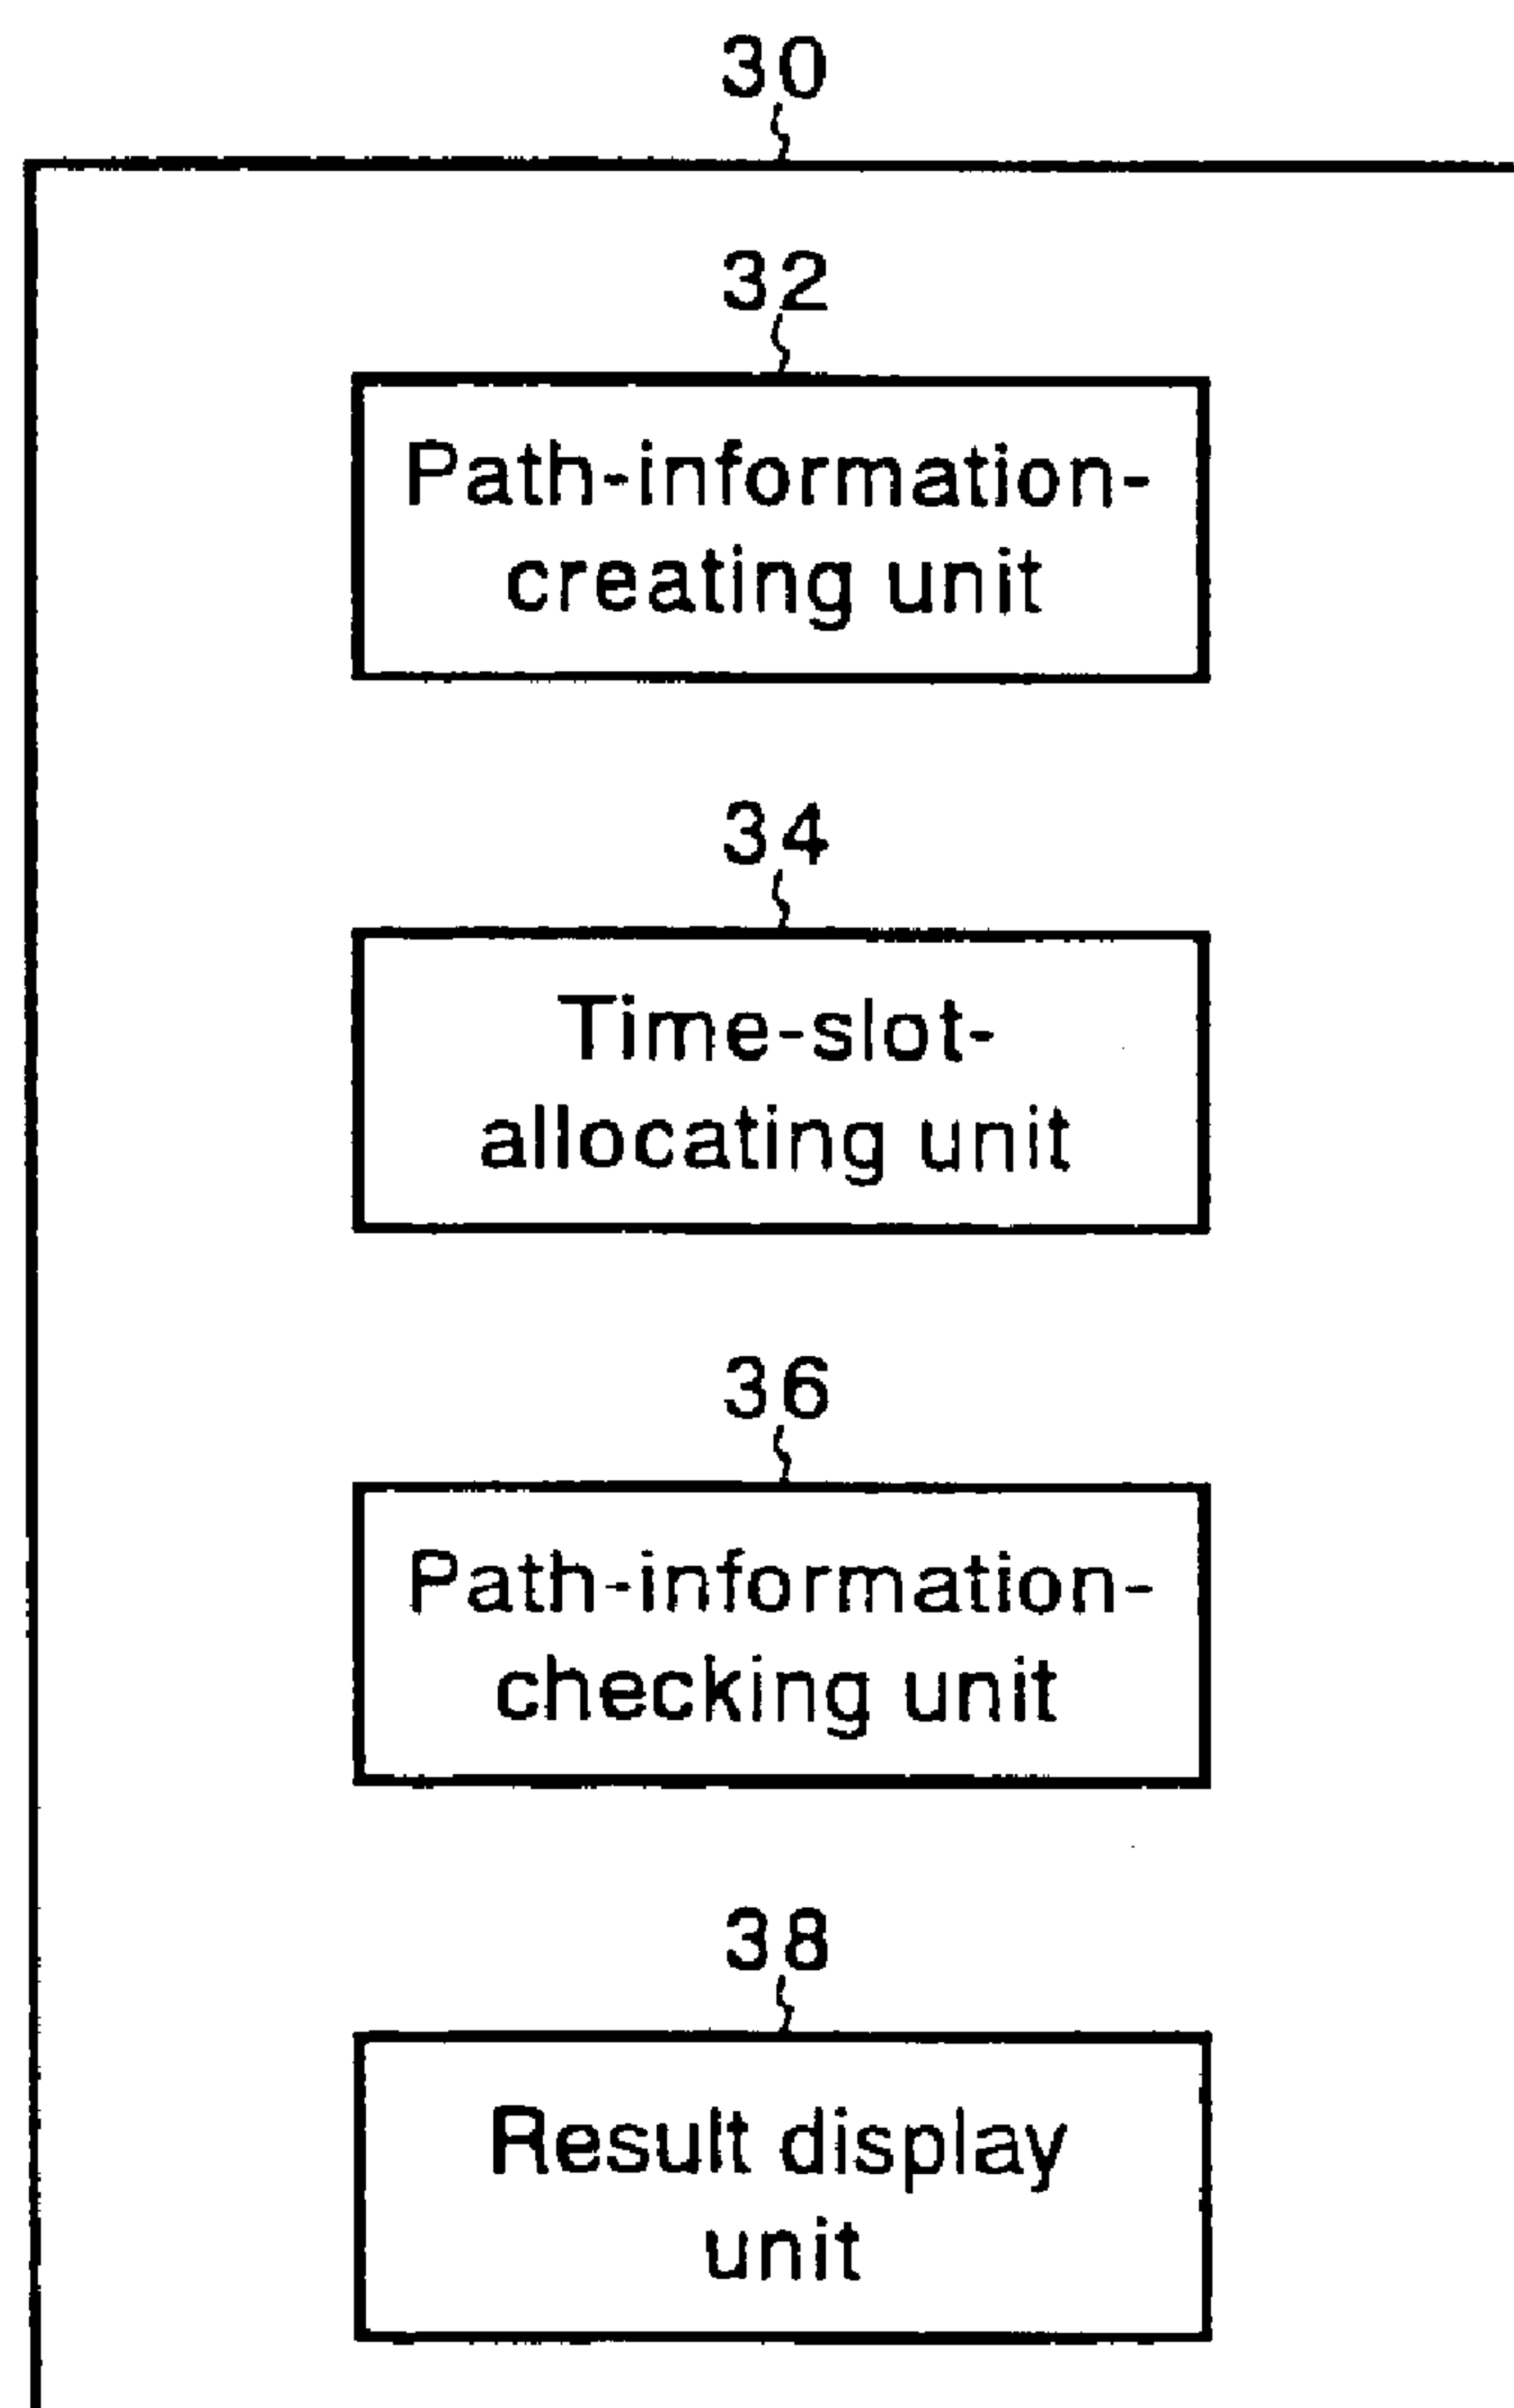 30
32
Path-information-
creating unit
34
Time-slot-
allocating unit
36
Path-information-
checking unit
38
Result display
unit